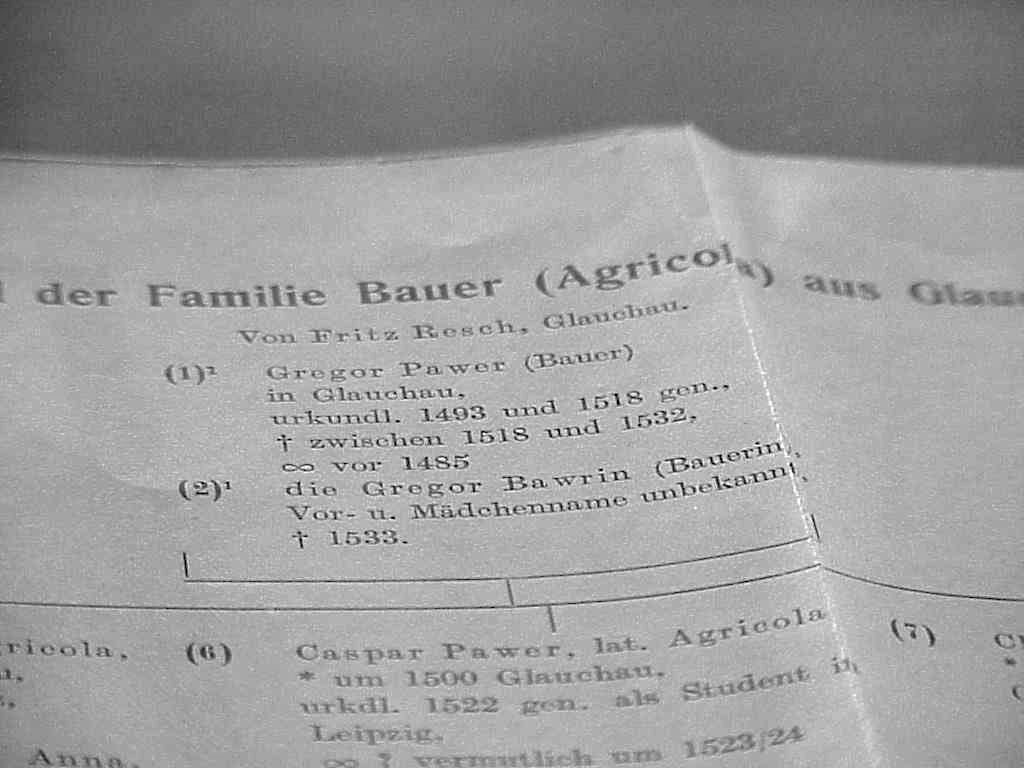 der Familie Bauer (Agricola) aus
Von Fritz Resch, Glauchau.
(1)² Gregor Pawer (Bauer)
in Glauchau,
urkundl. 1493 und 1518 gen.,
† zwischen 1518 und 1532,
∞ vor 1485
(2)¹ die Gregor Bawrin (Bauerin),
Vor- u. Mädchenname unbekannt,
† 1533.
(6) Caspar Pawer, lat. Agricola
* um 1500 Glauchau,
urkdl. 1522 gen. als Student in
Leipzig,
∞ ? vermutlich um 1523/24
ricola,
Anna,
(7)
*